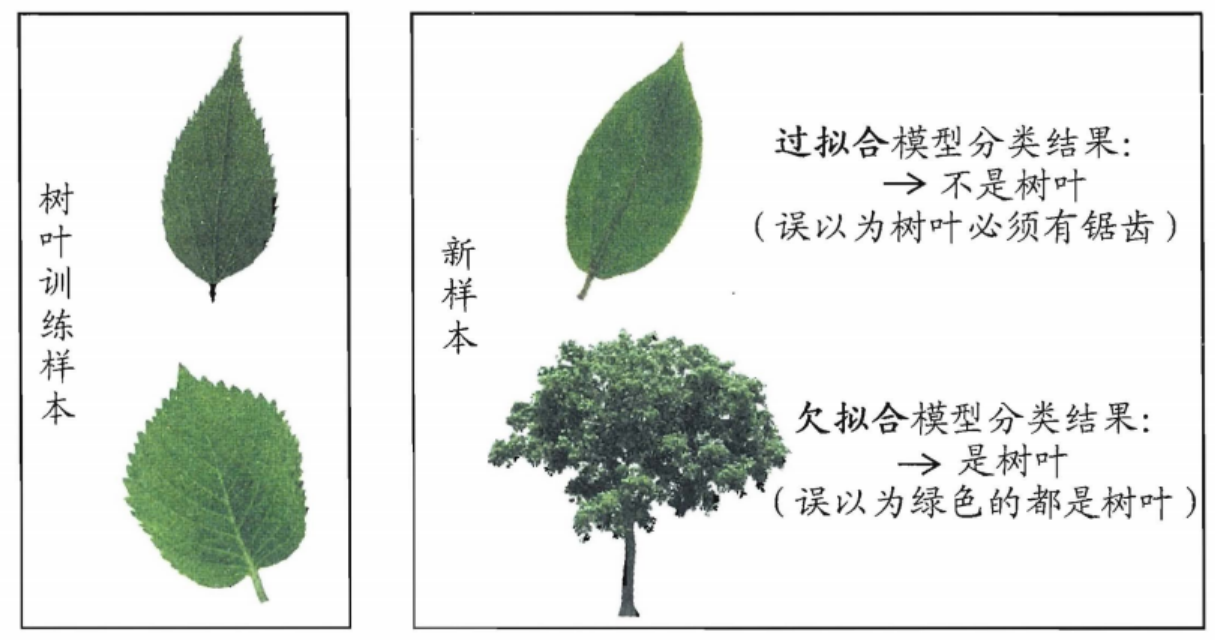 树叶训练样本
新样本
过拟合模型分类结果:
→ 不是树叶
(误以为树叶必须有锯齿)
欠拟合模型分类结果:
→ 是树叶
(误以为绿色的都是树叶)